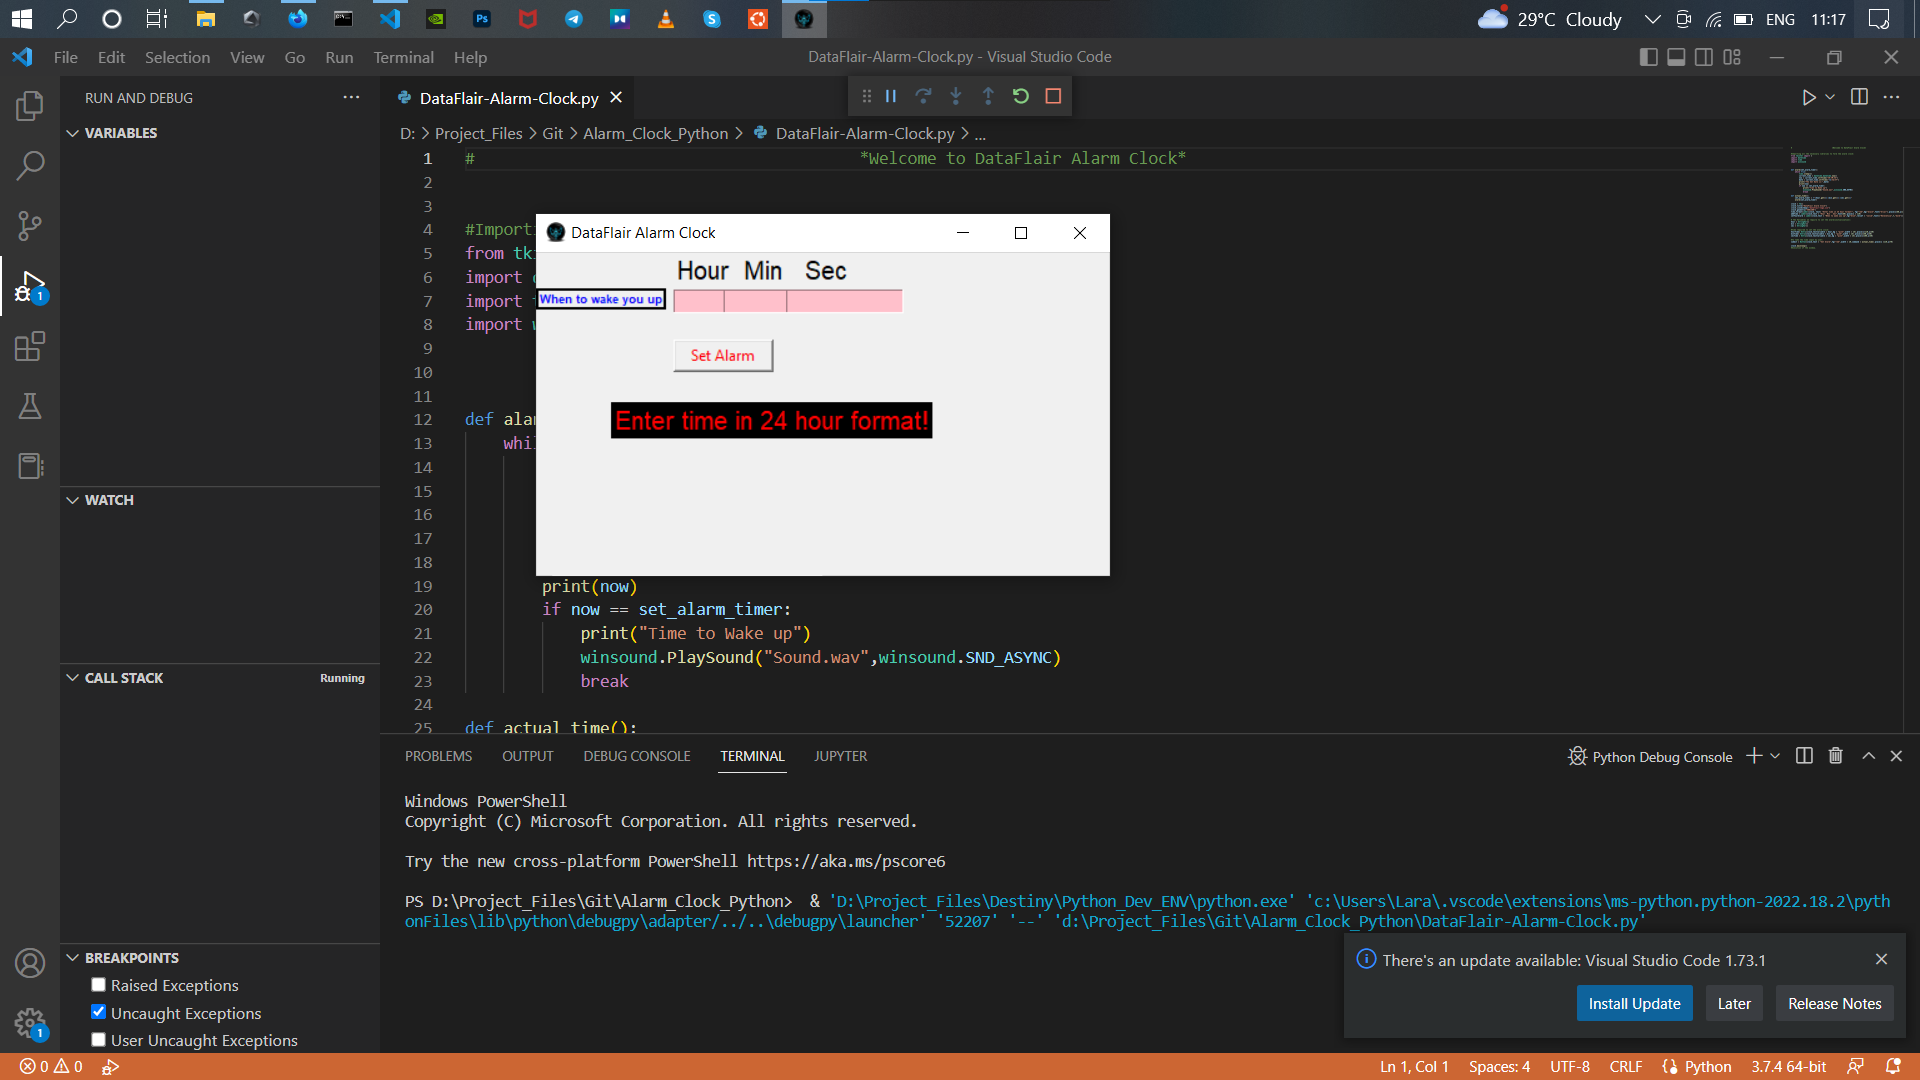 29°C Cloudy
ENG
11:17
File Edit Selection View Go Run Terminal Help
DataFlair-Alarm-Clock.py - Visual Studio Code
RUN AND DEBUG
DataFlair-Alarm-Clock.py
VARIABLES
D: > Project_Files > Git > Alarm_Clock_Python > DataFlair-Alarm-Clock.py > ...
1 # *Welcome to DataFlair Alarm Clock*
2
3
4 #Import
5 from tk
6 import
7 import
8 import
9
10
11
12 def ala
13 whi
14
15
16
17
18
19 print(now)
20 if now == set_alarm_timer:
21 print("Time to Wake up")
22 winsound.PlaySound("Sound.wav",winsound.SND_ASYNC)
23 break
24
25 def actual_time():
DataFlair Alarm Clock
Hour Min Sec
When to wake you up
Set Alarm
Enter time in 24 hour format!
WATCH
CALL STACK
Running
BREAKPOINTS
Raised Exceptions
Uncaught Exceptions
User Uncaught Exceptions
1
1
PROBLEMS OUTPUT DEBUG CONSOLE TERMINAL JUPYTER
Python Debug Console
Windows PowerShell
Copyright (C) Microsoft Corporation. All rights reserved.
Try the new cross-platform PowerShell https://aka.ms/pscore6
PS D:\Project_Files\Git\Alarm_Clock_Python> & 'D:\Project_Files\Destiny\Python_Dev_ENV\python.exe' 'c:\Users\Lara\.vscode\extensions\ms-python.python-2022.18.2\pyth
onFiles\lib\python\debugpy\adapter/../..\debugpy\launcher' '52207' '--' 'd:\Project_Files\Git\Alarm_Clock_Python\DataFlair-Alarm-Clock.py'
There's an update available: Visual Studio Code 1.73.1
Install Update
Later
Release Notes
0 0
Ln 1, Col 1
Spaces: 4
UTF-8
CRLF
Python
3.7.4 64-bit